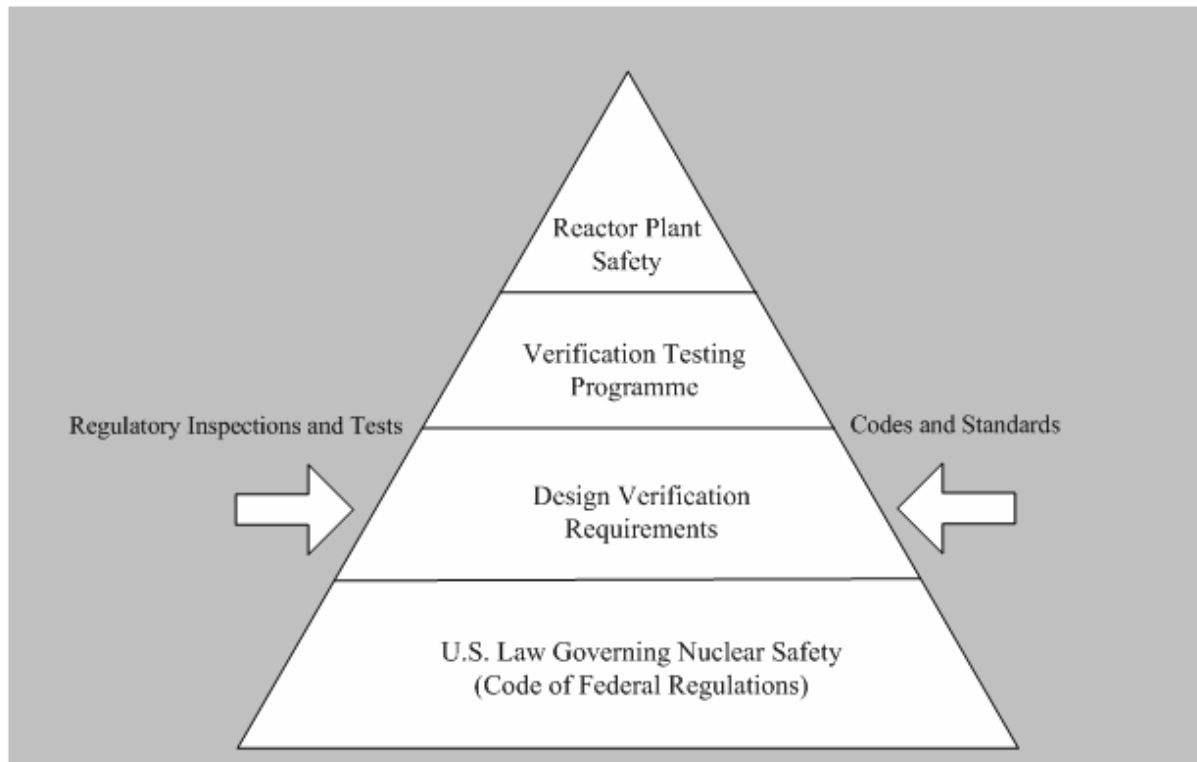 Reactor Plant
Safety
Verification Testing
Programme
Regulatory Inspections and Tests
Codes and Standards
Design Verification
Requirements
U.S. Law Governing Nuclear Safety
(Code of Federal Regulations)